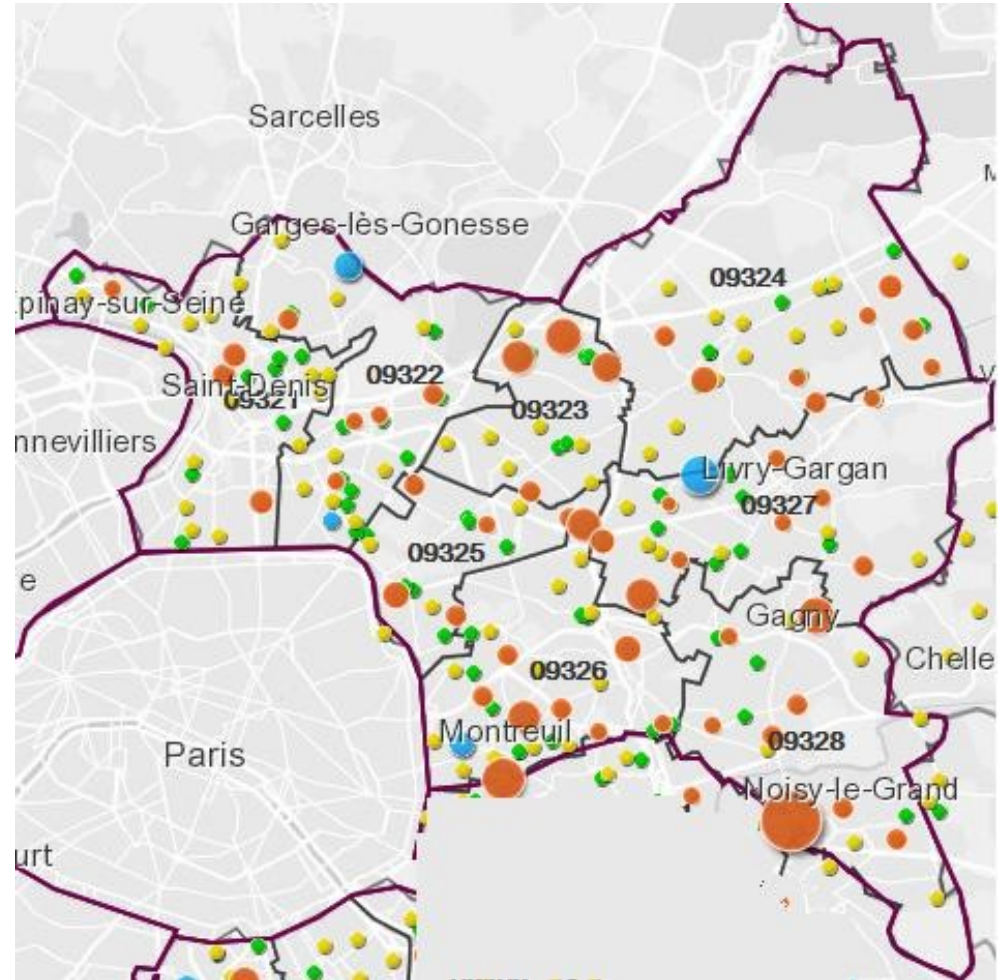 Sarcelles
Garges-lès-Gonesse
09324
pinay-sur-Seine
09322
Saint-Denis
09321
09323
nnevilliers
Livry-Gargan
09327
09325
e
Gagny
Chelle
09326
Montreuil
09328
Paris
Noisy-le-Grand
urt